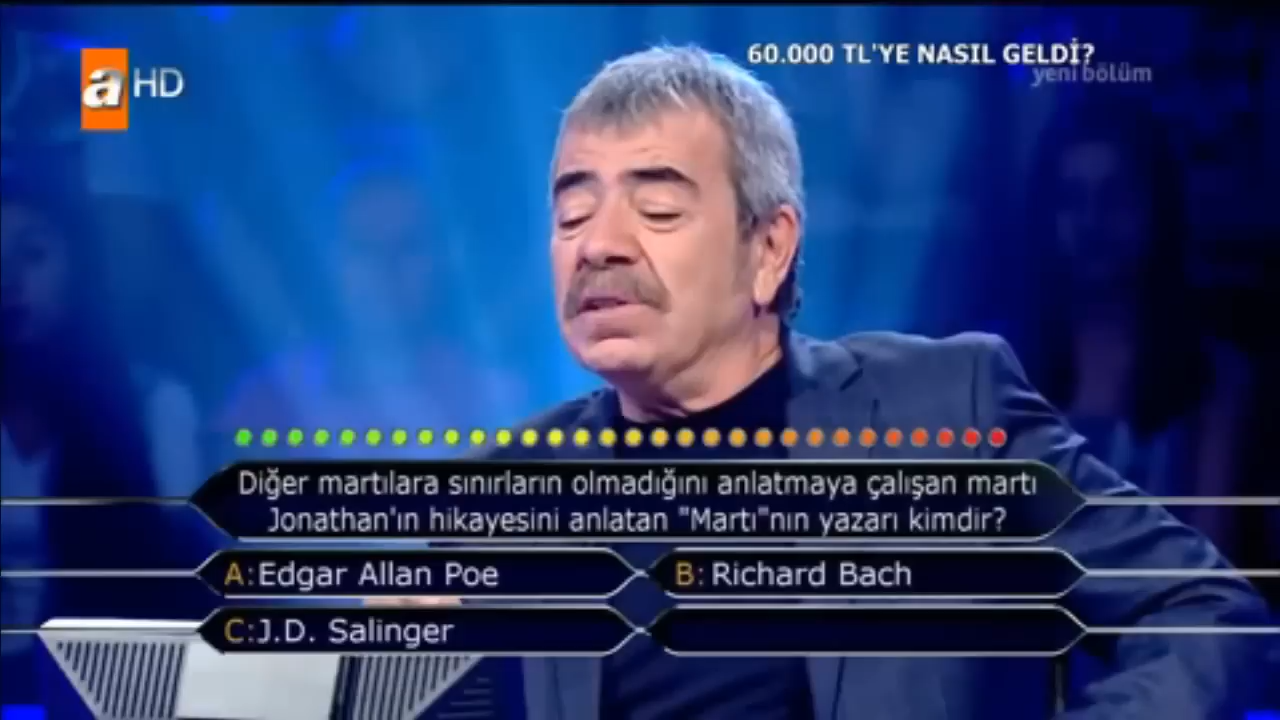 60.000 TL'YE NASIL GELDİ?
yeni bölüm
a HD
Diğer martılara sınırların olmadığını anlatmaya çalışan martı
Jonathan'ın hikayesini anlatan "Martı"nın yazarı kimdir?
A:Edgar Allan Poe
B:Richard Bach
C:J.D. Salinger